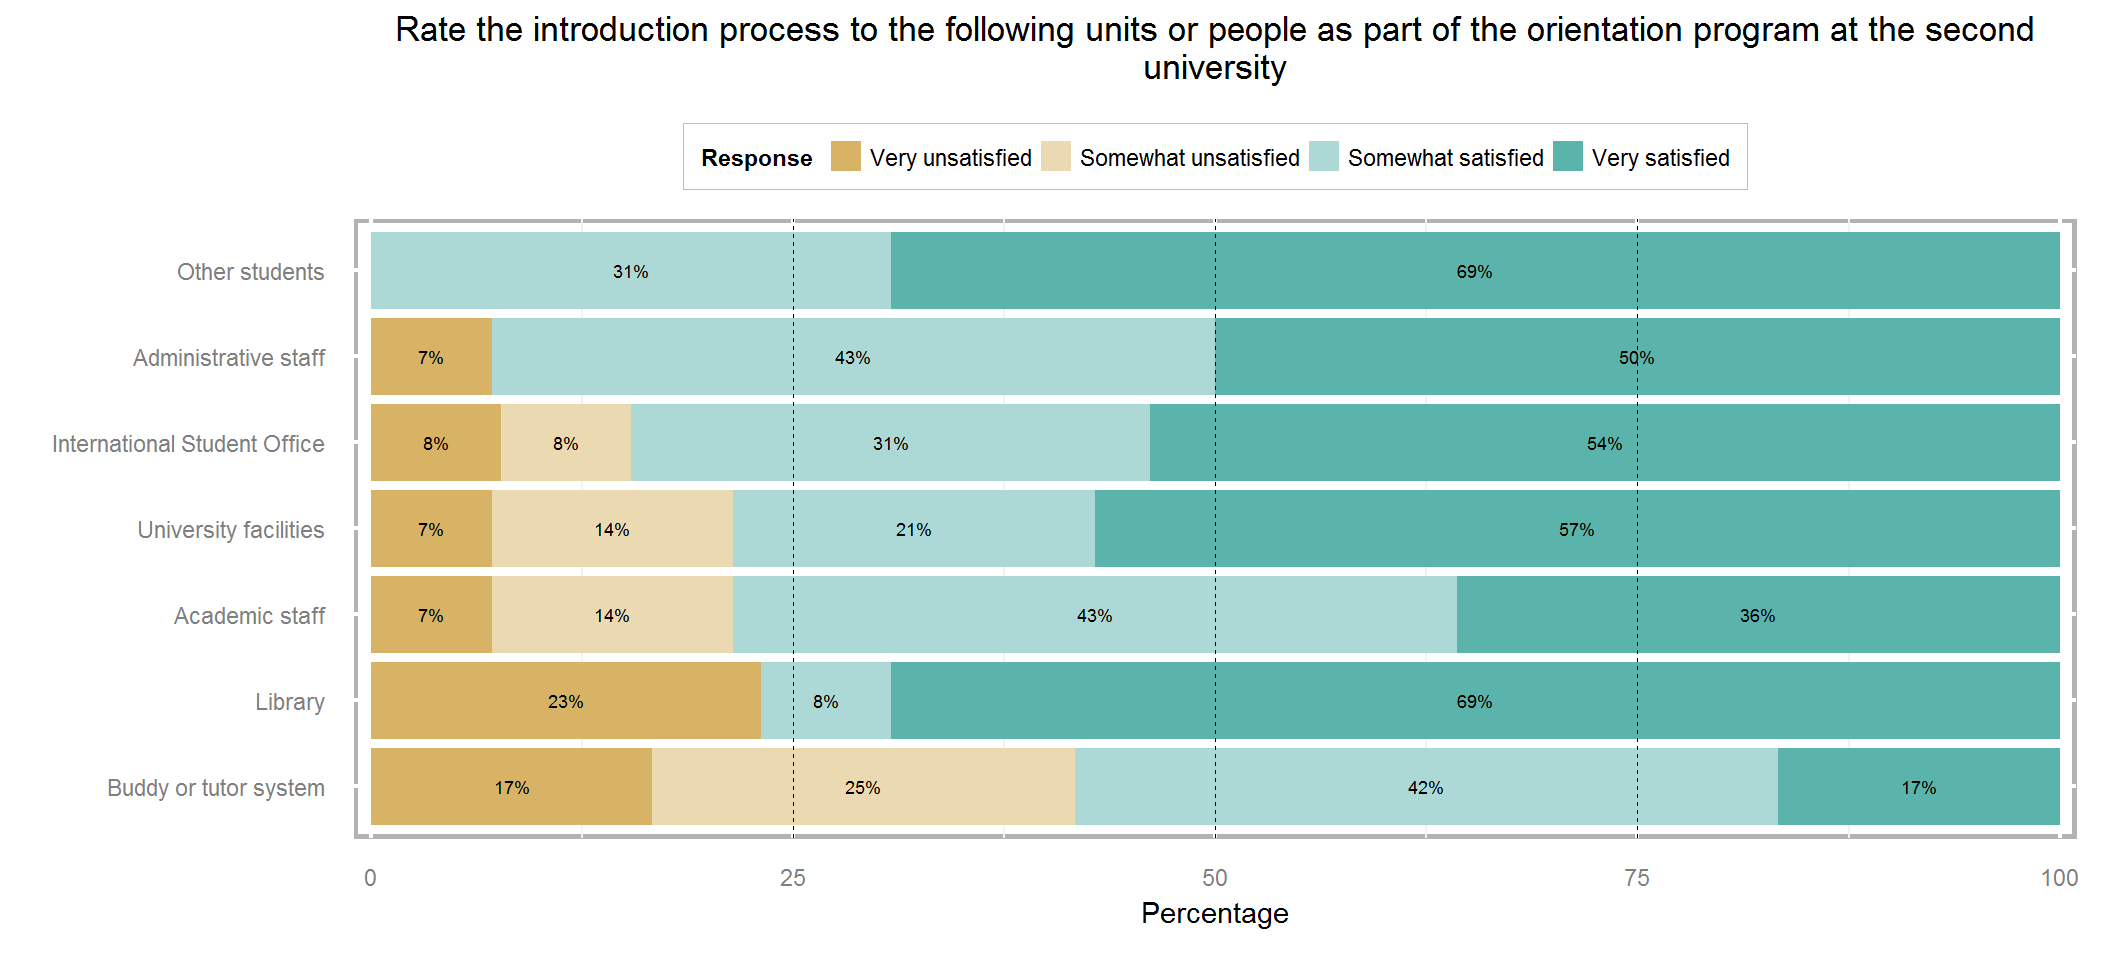 Rate the introduction process to the following units or people as part of the orientation program at the second
university
Response Very unsatisfied Somewhat unsatisfied Somewhat satisfied Very satisfied
Other students 31% 69%
Administrative staff 7% 43% 50%
International Student Office 8% 8% 31% 54%
University facilities 7% 14% 21% 57%
Academic staff 7% 14% 43% 36%
Library 23% 8% 69%
Buddy or tutor system 17% 25% 42% 17%
0 25 50 75 100
Percentage